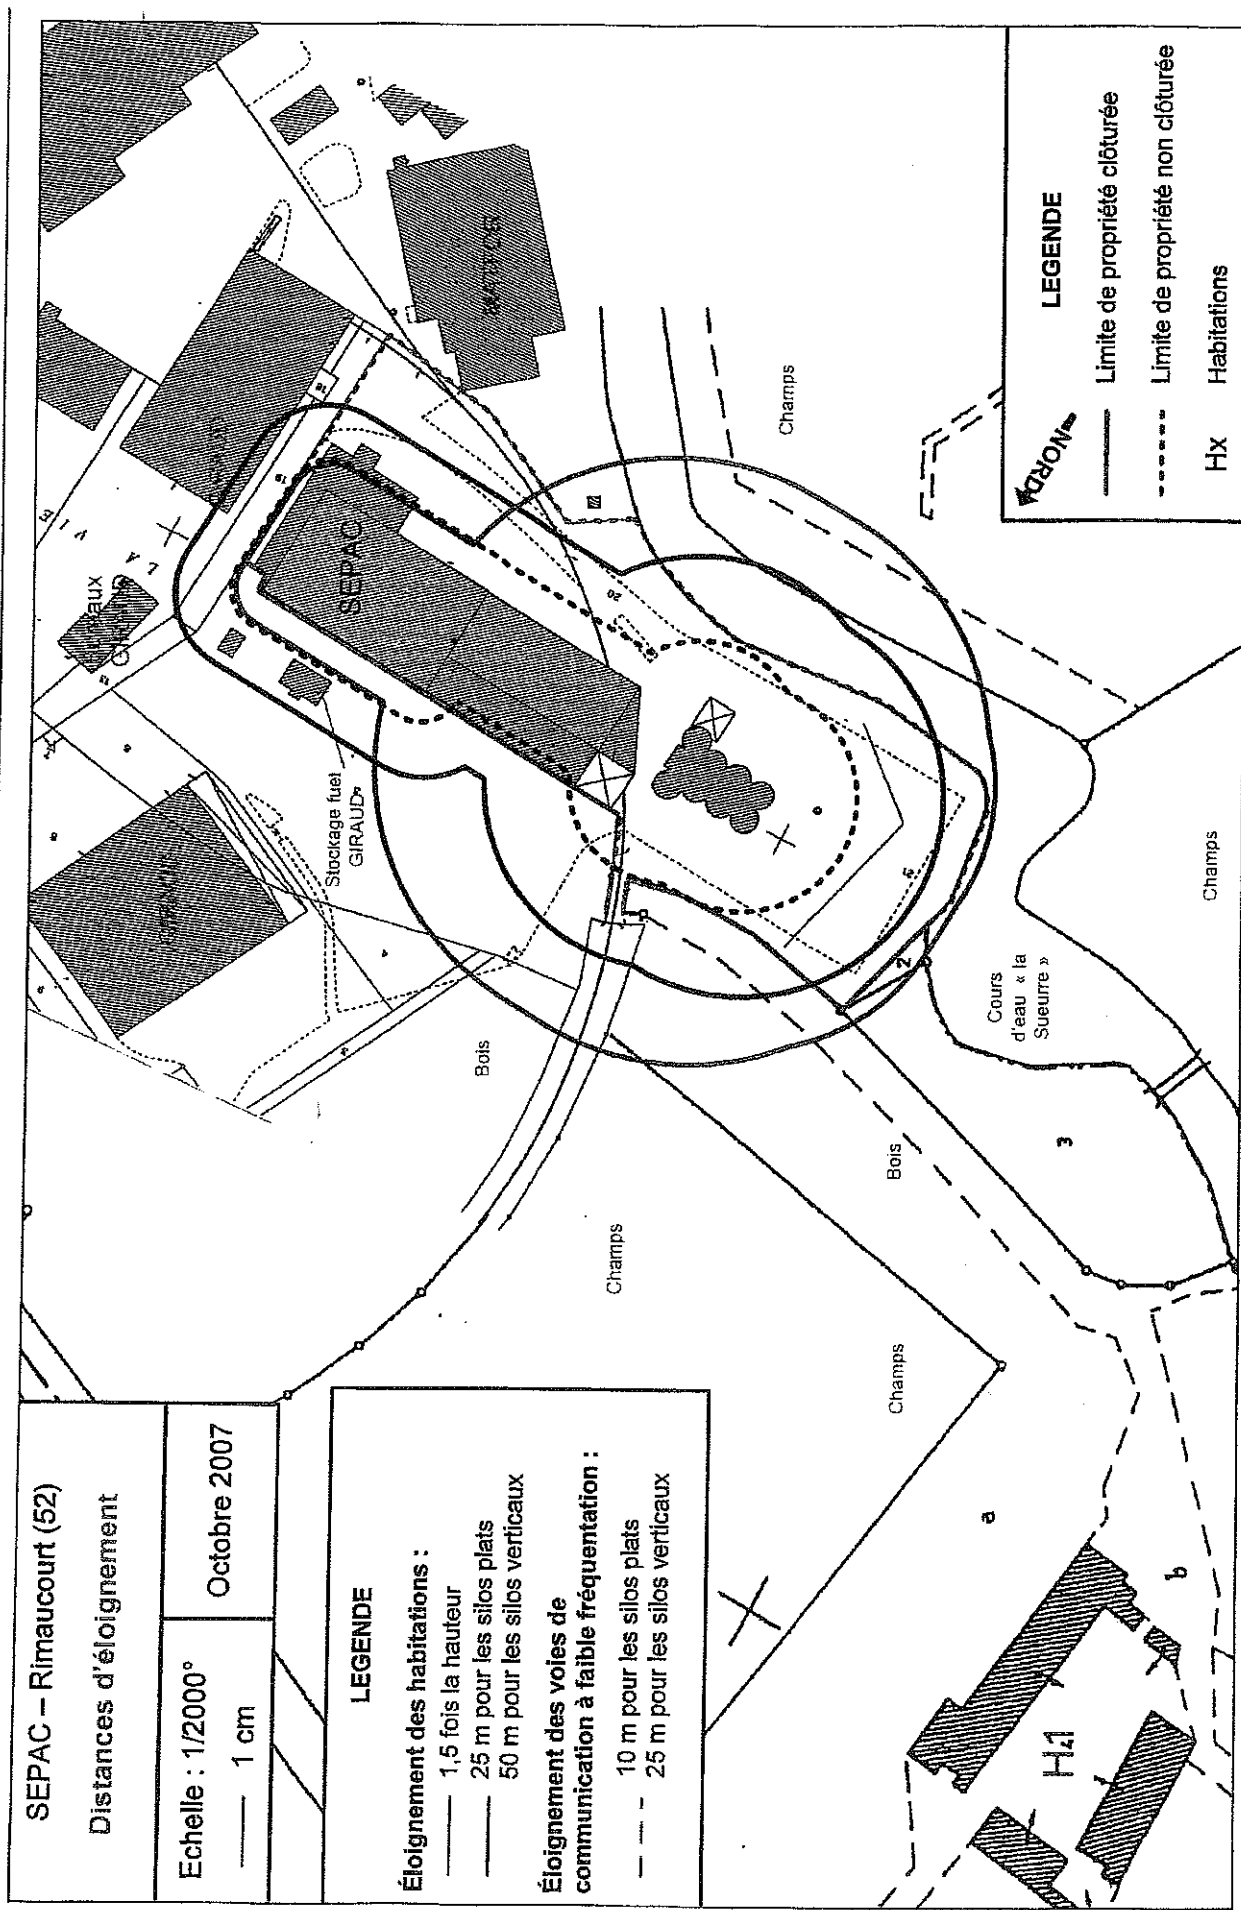 SEPAC – Rimaucourt (52)
Distances d'éloignement
Echelle : 1/2000°
1 cm
Octobre 2007
LEGENDE
Éloignement des habitations :
1,5 fois la hauteur
25 m pour les silos plats
50 m pour les silos verticaux
Éloignement des voies de
communication à faible fréquentation :
10 m pour les silos plats
25 m pour les silos verticaux
Stockage fuel
GIRAUD
SEPAC
L A
V I E
18
19
20
13
Bois
Champs
Champs
Bois
Champs
Champs
Cours
d'eau « la
Sueurre »
2
3
a
b
H1
NORD
LEGENDE
Limite de propriété clôturée
Limite de propriété non clôturée
Hx
Habitations